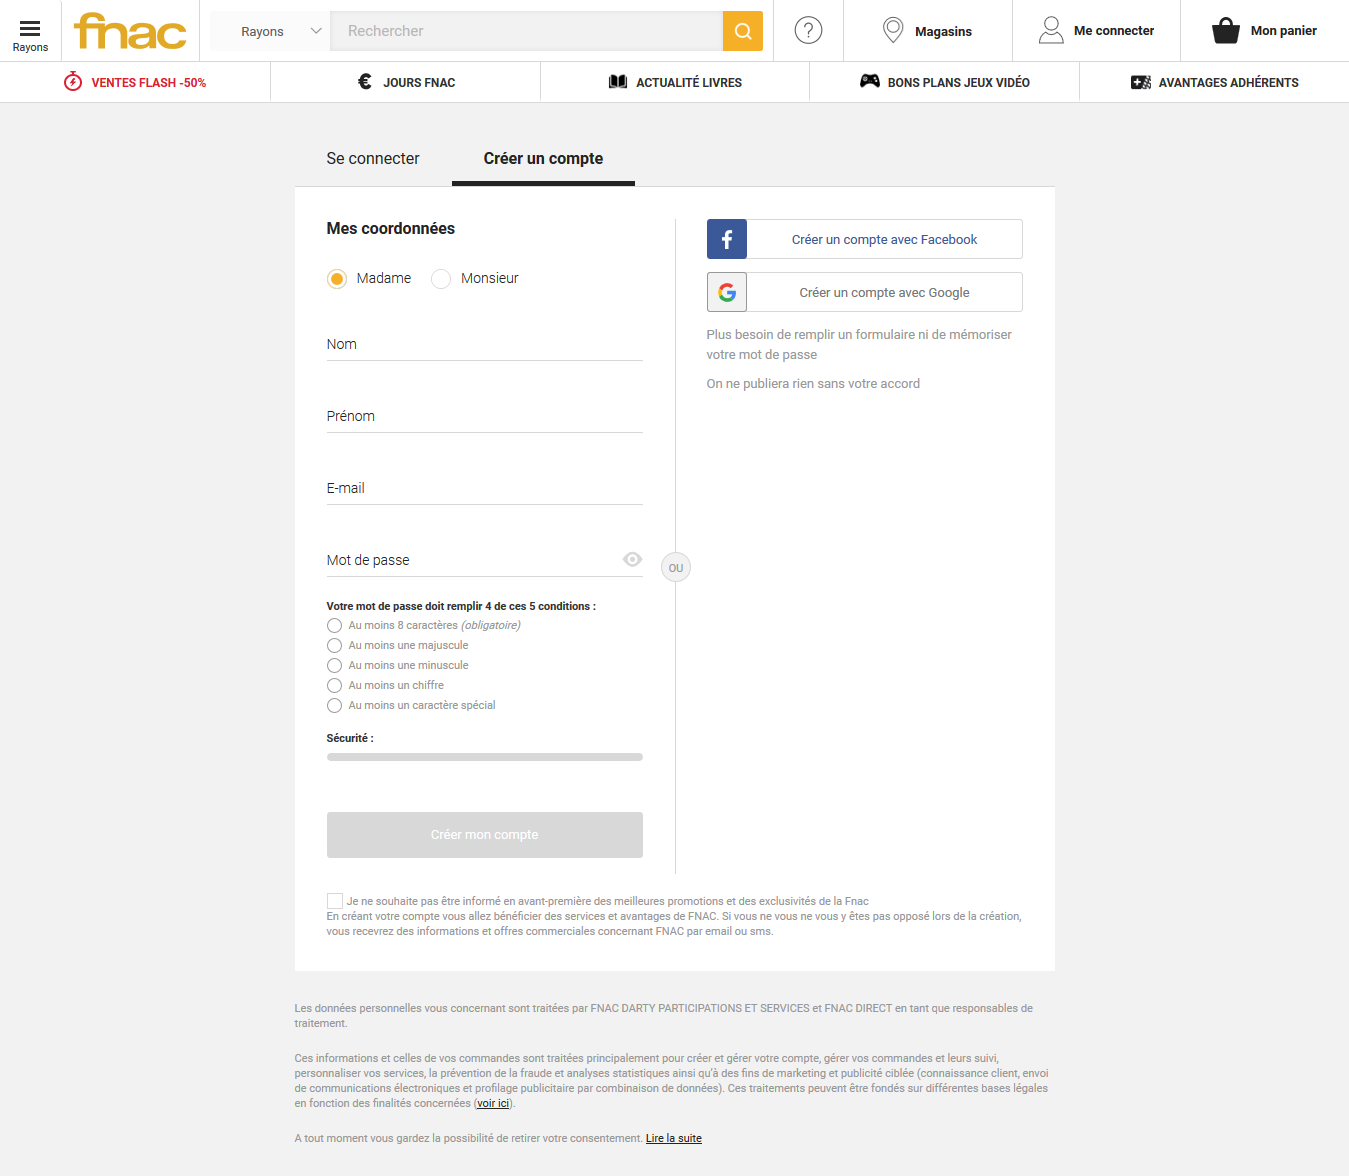 Rayons
fnac
Rayons
Rechercher
?
Magasins
Me connecter
Mon panier
VENTES FLASH -50%
€ JOURS FNAC
ACTUALITÉ LIVRES
BONS PLANS JEUX VIDÉO
AVANTAGES ADHÉRENTS
Se connecter
Créer un compte
Mes coordonnées
Madame
Monsieur
Nom
Prénom
E-mail
Mot de passe
Votre mot de passe doit remplir 4 de ces 5 conditions :
Au moins 8 caractères (obligatoire)
Au moins une majuscule
Au moins une minuscule
Au moins un chiffre
Au moins un caractère spécial
Sécurité :
Créer mon compte
OU
f Créer un compte avec Facebook
G Créer un compte avec Google
Plus besoin de remplir un formulaire ni de mémoriser
votre mot de passe
On ne publiera rien sans votre accord
Je ne souhaite pas être informé en avant-première des meilleures promotions et des exclusivités de la Fnac
En créant votre compte vous allez bénéficier des services et avantages de FNAC. Si vous ne vous ne vous y êtes pas opposé lors de la création,
vous recevrez des informations et offres commerciales concernant FNAC par email ou sms.
Les données personnelles vous concernant sont traitées par FNAC DARTY PARTICIPATIONS ET SERVICES et FNAC DIRECT en tant que responsables de
traitement.
Ces informations et celles de vos commandes sont traitées principalement pour créer et gérer votre compte, gérer vos commandes et leurs suivi,
personnaliser vos services, la prévention de la fraude et analyses statistiques ainsi qu'à des fins de marketing et publicité ciblée (connaissance client, envoi
de communications électroniques et profilage publicitaire par combinaison de données). Ces traitements peuvent être fondés sur différentes bases légales
en fonction des finalités concernées (voir ici).
A tout moment vous gardez la possibilité de retirer votre consentement. Lire la suite